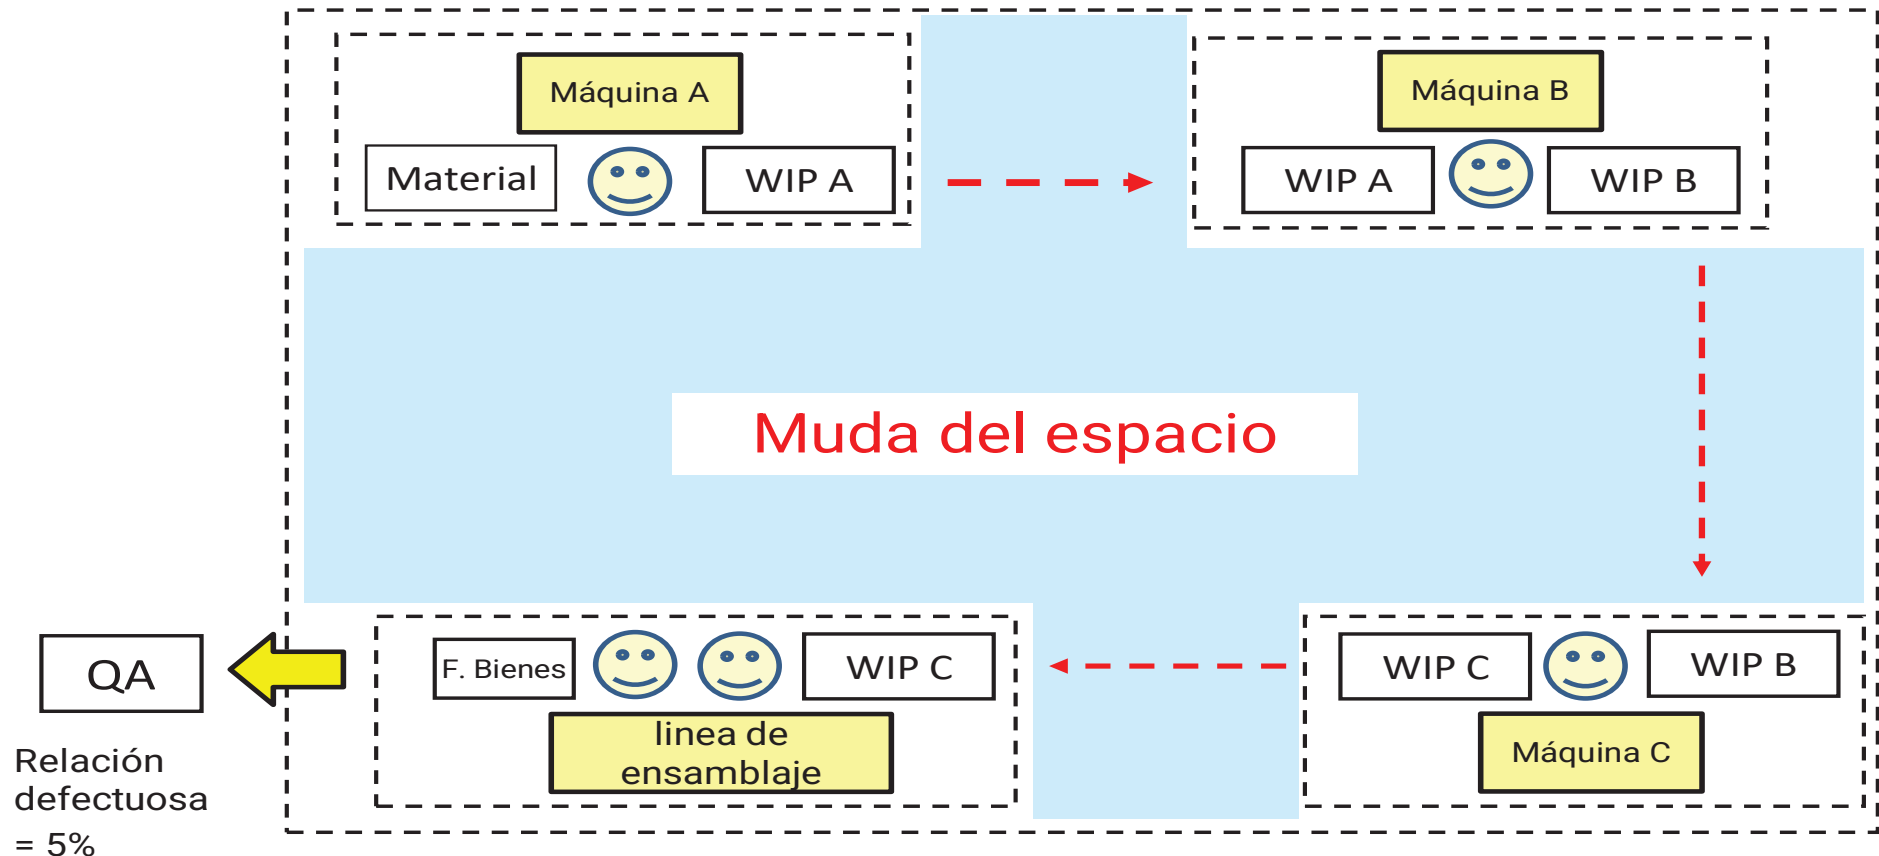 Máquina A
Máquina B
Material
WIP A
WIP A
WIP B
Muda del espacio
QA
F. Bienes
WIP C
WIP C
WIP B
linea de
ensamblaje
Máquina C
Relación
defectuosa
= 5%